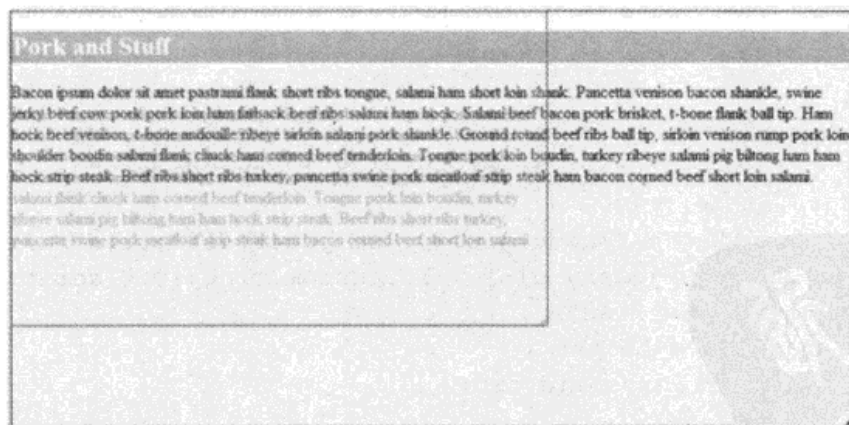 Pork and Stuff
Bacon ipsum dolor sit amet pastrami flank short ribs tongue, salami ham short loin shank. Pancetta venison bacon shankle, swine
jerky beef cow pork pork loin ham fatback beef ribs salami ham hock. Salami beef bacon pork brisket, t-bone flank ball tip. Ham
hock beef venison, t-bone andouille ribeye sirloin salami pork shankle. Ground round beef ribs ball tip, sirloin venison rump pork loin
shoulder boudin salami flank chuck ham corned beef tenderloin. Tongue pork loin boudin, turkey ribeye salami pig biltong ham ham
hock strip steak. Beef ribs short ribs turkey, pancetta swine pork meatloaf strip steak ham bacon corned beef short loin salami.
salami flank chuck ham corned beef tenderloin. Tongue pork loin boudin, turkey
ribeye salami pig biltong ham ham hock strip steak. Beef ribs short ribs turkey,
pancetta swine pork meatloaf strip steak ham bacon corned beef short loin salami